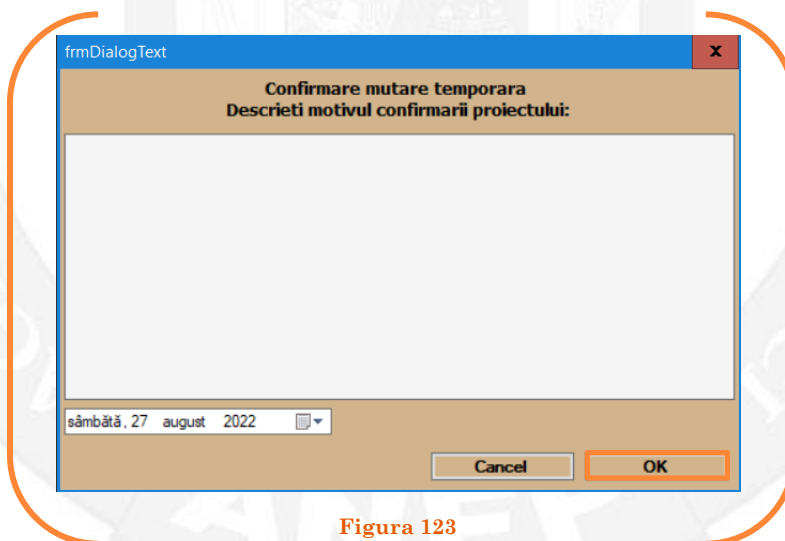 frmDialogText
x
Confirmare mutare temporara
Descrieti motivul confirmarii proiectului:
sâmbătă, 27 august 2022
Cancel OK
Figura 123